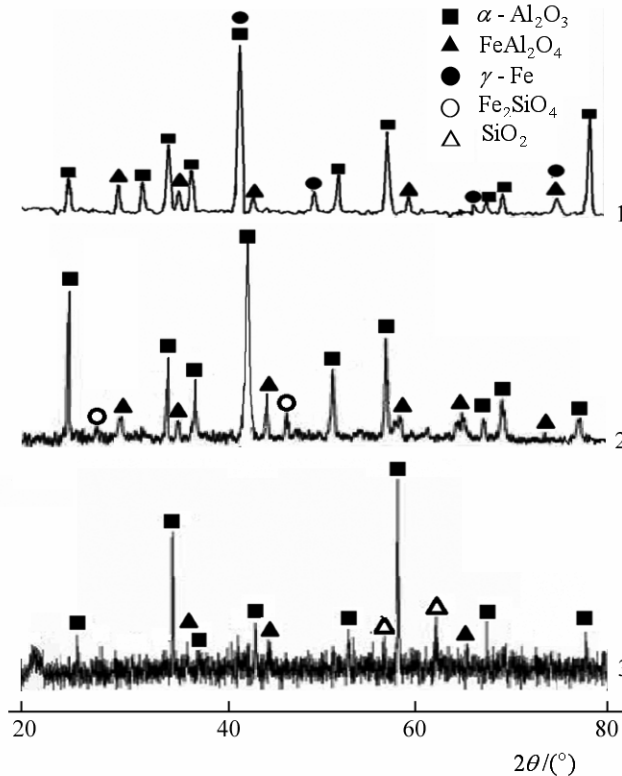 α - Al₂O₃
FeAl₂O₄
γ - Fe
Fe₂SiO₄
SiO₂
1
2
3
20 40 60 80
2θ/(°)